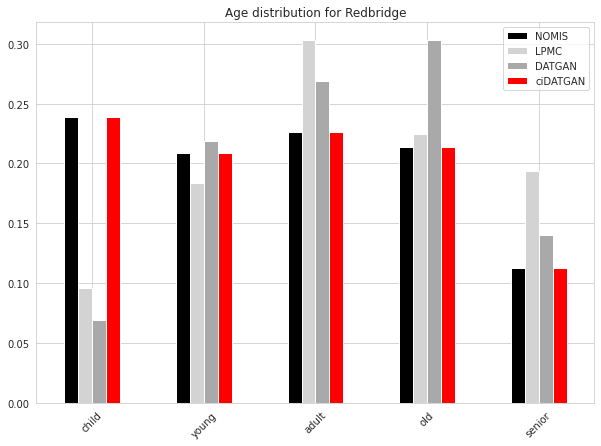 Age distribution for Redbridge
NOMIS
LPMC
DATGAN
ciDATGAN
0.30
0.25
0.20
0.15
0.10
0.05
0.00
child
young
adult
old
senior